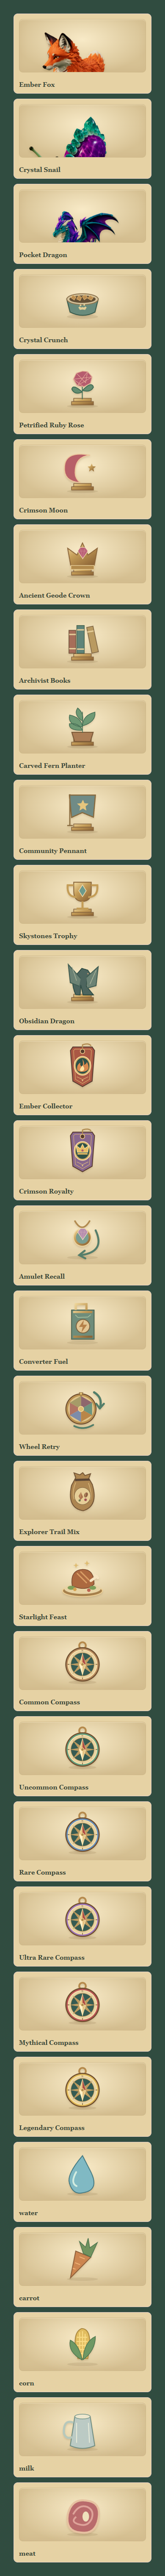 Ember Fox
Crystal Snail
Pocket Dragon
Crystal Crunch
Petrified Ruby Rose
Crimson Moon
Ancient Geode Crown
Archivist Books
Carved Fern Planter
Community Pennant
Skystones Trophy
Obsidian Dragon
Ember Collector
Crimson Royalty
Amulet Recall
Converter Fuel
Wheel Retry
Explorer Trail Mix
Starlight Feast
Common Compass
Uncommon Compass
Rare Compass
Ultra Rare Compass
Mythical Compass
Legendary Compass
water
carrot
corn
milk
meat